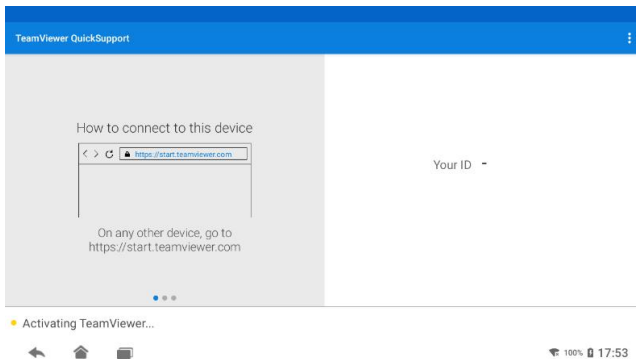 TeamViewer QuickSupport
How to connect to this device
https://start.teamviewer.com
On any other device, go to
https://start.teamviewer.com
Your ID -
Activating TeamViewer...
100% 17:53